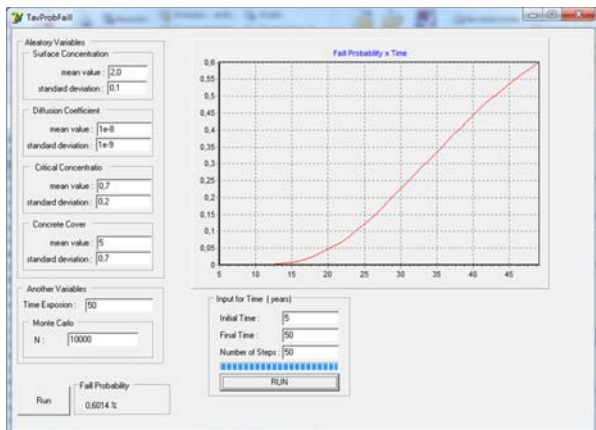 TavProbFaill
Aleatory Variables
Surface Concentration
mean value : 2,0
standard deviation : 0,1
Diffusion Coefficient
mean value : 1e-8
standard deviation : 1e-9
Critical Concentratio
mean value : 0,7
standard deviation : 0,2
Concrete Cover
mean value : 5
standard deviation : 0,7
Another Variables
Time Exposion : 50
Monte Carlo
N : 10000
Run
Faill Probability
0,6014 %
Faill Probability x Time
0,6
0,55
0,5
0,45
0,4
0,35
0,3
0,25
0,2
0,15
0,1
0,05
0
5 10 15 20 25 30 35 40 45
Input for Time ( years)
Initial Time : 5
Final Time : 50
Number of Steps : 50
RUN